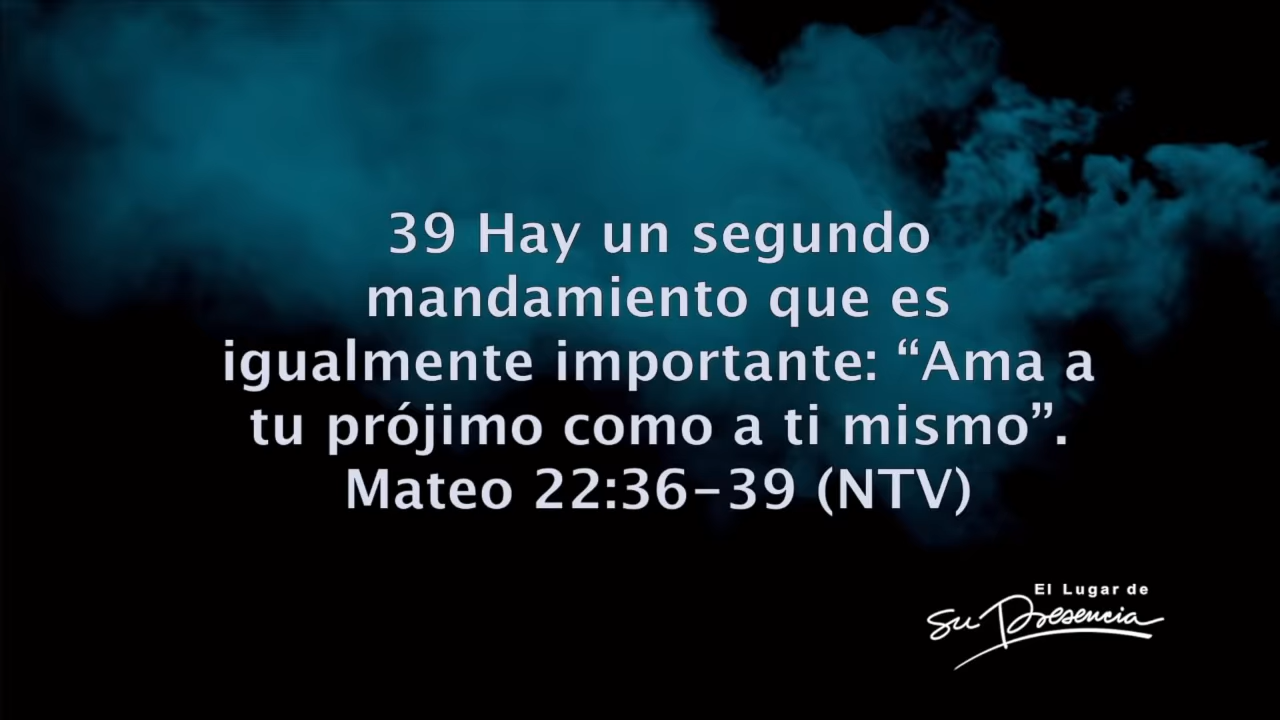 39 Hay un segundo
mandamiento que es
igualmente importante: “Ama a
tu prójimo como a ti mismo”.
Mateo 22:36-39 (NTV)
El Lugar de
Su Presencia